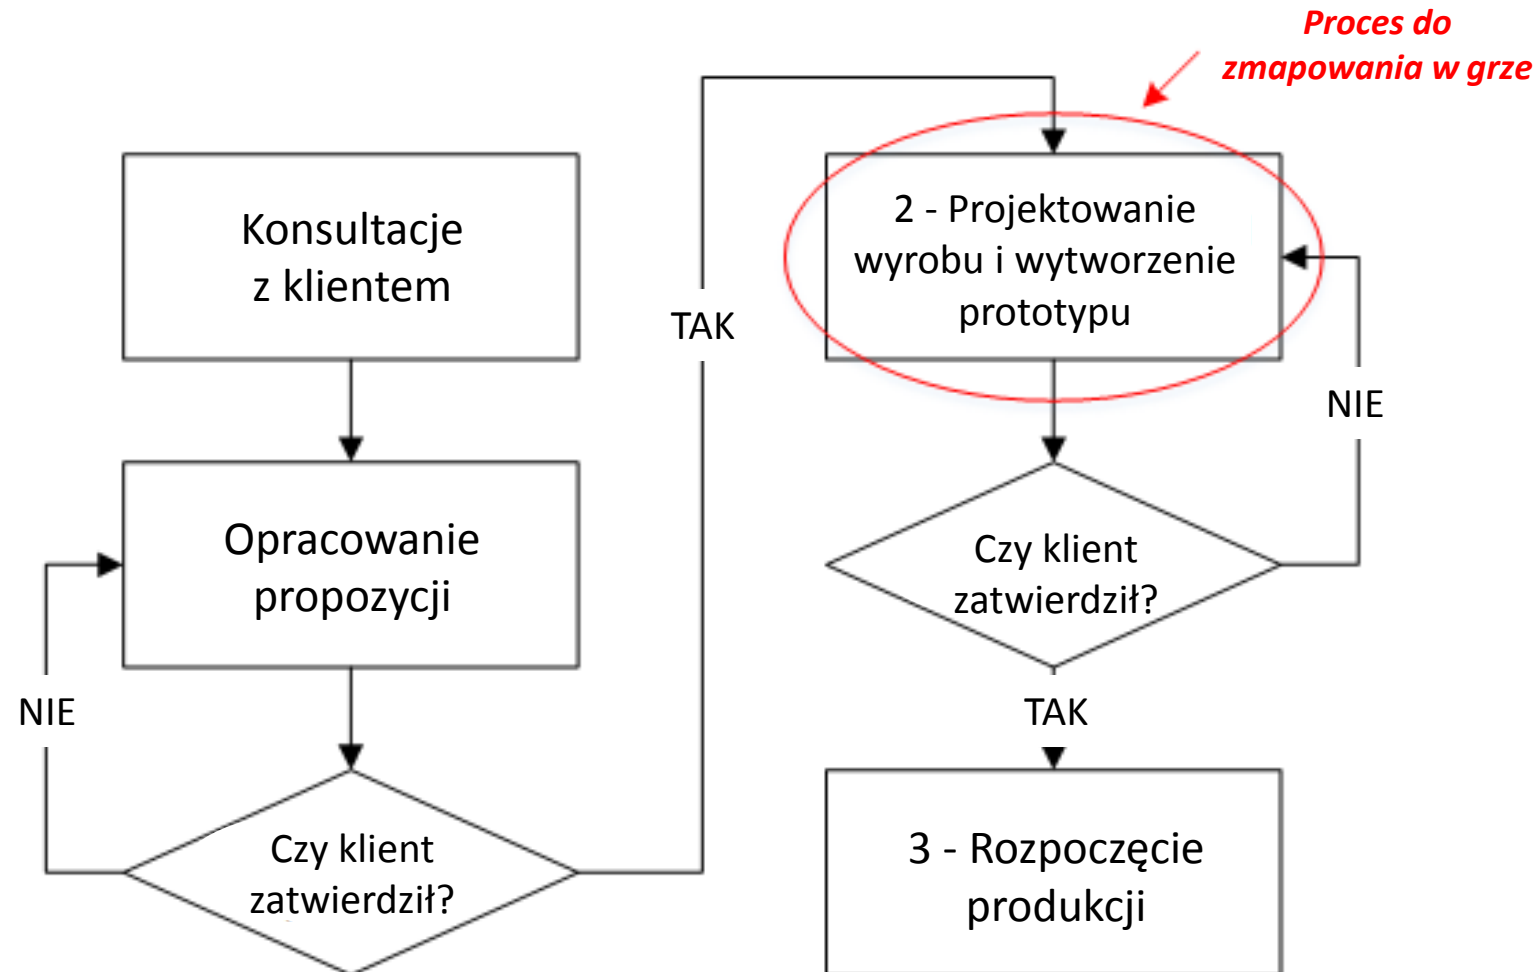 Proces do
zmapowania w grze
Konsultacje
z klientem
Opracowanie
propozycji
NIE
Czy klient
zatwierdził?
TAK
2 - Projektowanie
wyrobu i wytworzenie
prototypu
NIE
Czy klient
zatwierdził?
TAK
3 - Rozpoczęcie
produkcji